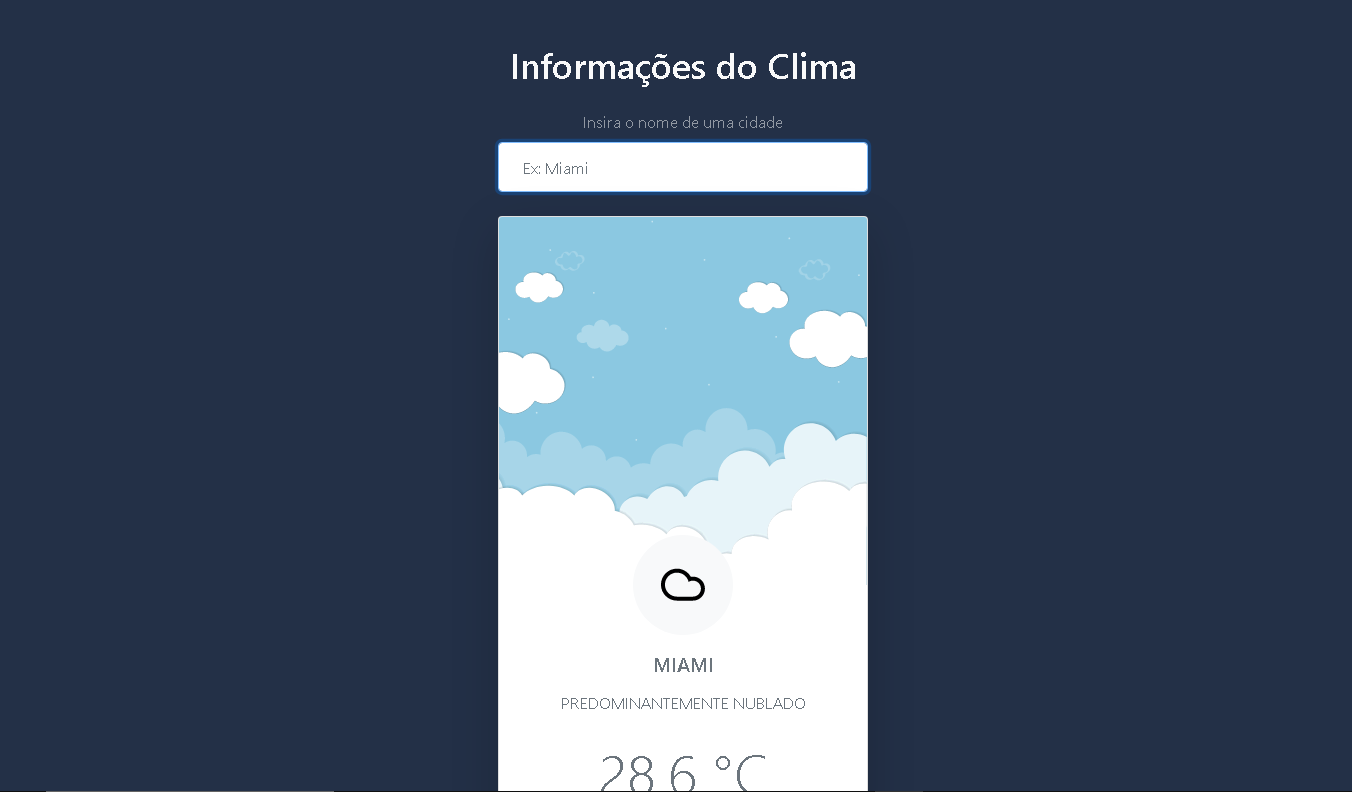 Informações do Clima
Insira o nome de uma cidade
Ex: Miami
MIAMI
PREDOMINANTEMENTE NUBLADO
28.6 °C